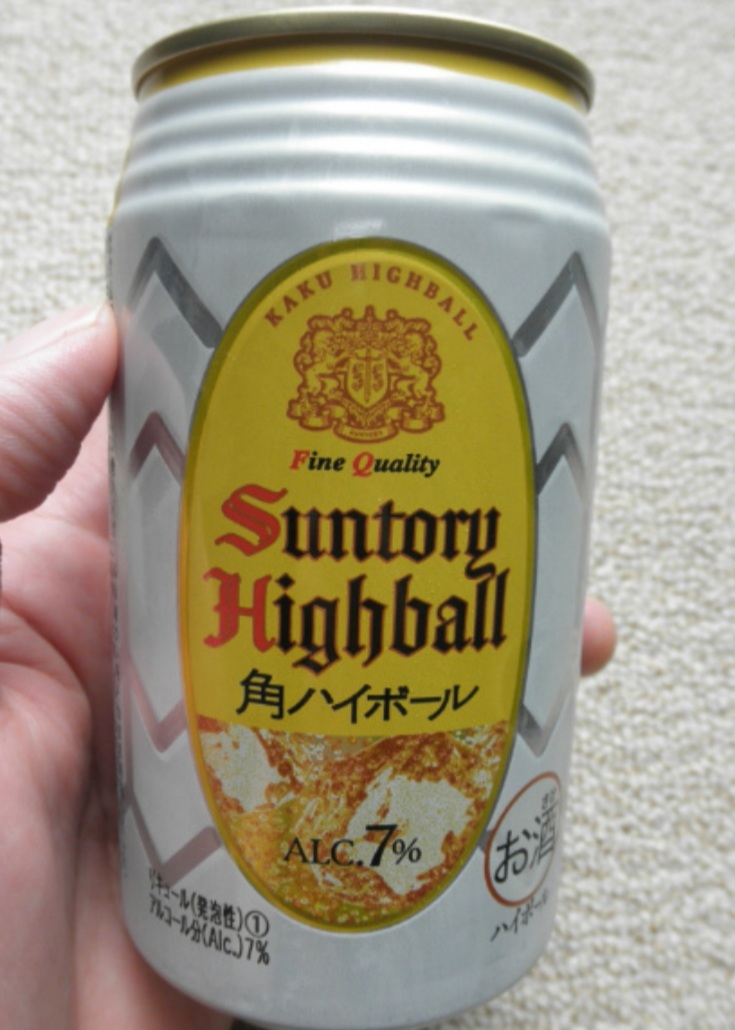 KAKU HIGHBALL
SUNTORY
Fine Quality
Suntory
Highball
角ハイボール
ALC.7%
お酒
ハイボール
リキュール(発泡性)①
アルコール分(Alc.)7%